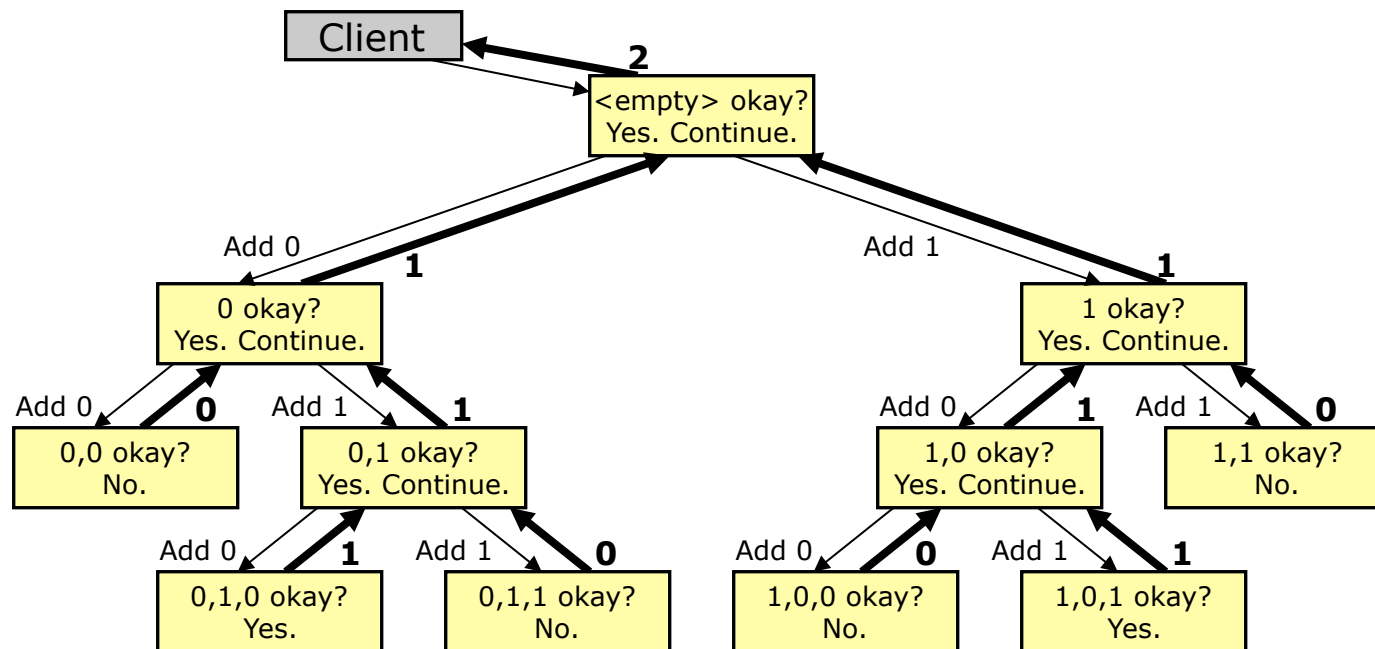 Client
2
<empty> okay?
Yes. Continue.
Add 0
1
Add 1
1
0 okay?
Yes. Continue.
1 okay?
Yes. Continue.
Add 0
0
Add 1
1
Add 0
1
Add 1
0
0,0 okay?
No.
0,1 okay?
Yes. Continue.
1,0 okay?
Yes. Continue.
1,1 okay?
No.
Add 0
1
Add 1
0
Add 0
0
Add 1
1
0,1,0 okay?
Yes.
0,1,1 okay?
No.
1,0,0 okay?
No.
1,0,1 okay?
Yes.